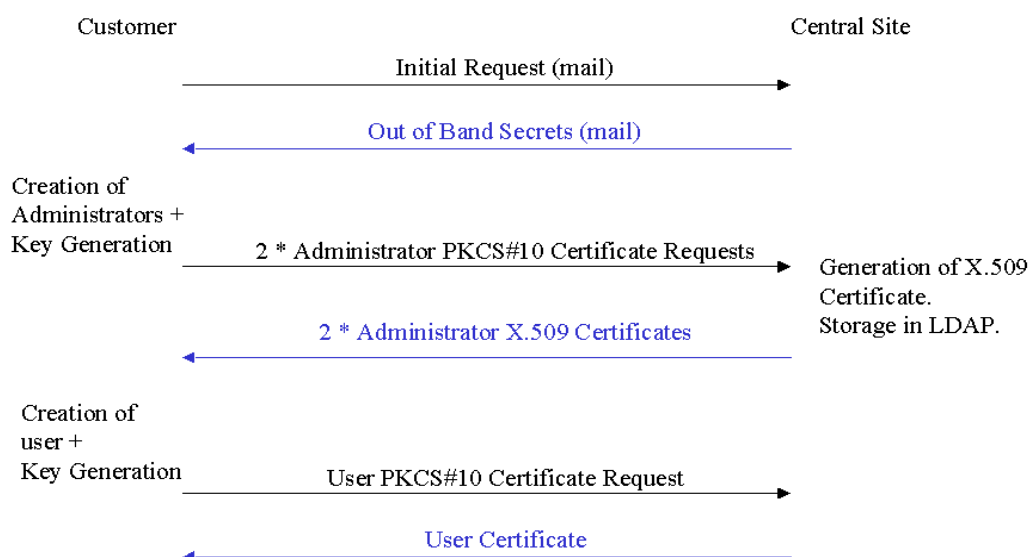 Customer
Central Site
Initial Request (mail)
Out of Band Secrets (mail)
Creation of
Administrators +
Key Generation
2 * Administrator PKCS#10 Certificate Requests
Generation of X.509
Certificate.
Storage in LDAP.
2 * Administrator X.509 Certificates
Creation of
user +
Key Generation
User PKCS#10 Certificate Request
User Certificate